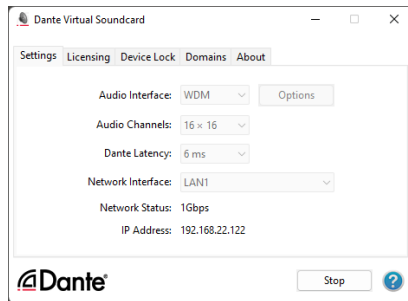 Dante Virtual Soundcard
Settings Licensing Device Lock Domains About
Audio Interface: WDM Options
Audio Channels: 16 × 16
Dante Latency: 6 ms
Network Interface: LAN1
Network Status: 1Gbps
IP Address: 192.168.22.122
Dante® Stop ?